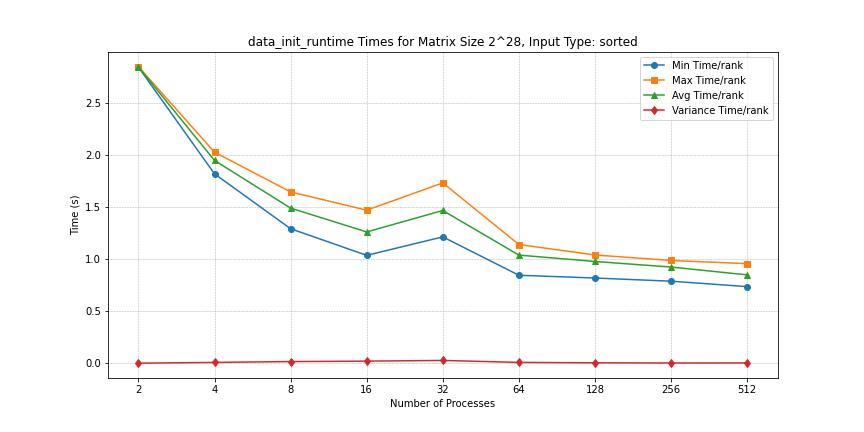 data_init_runtime Times for Matrix Size 2^28, Input Type: sorted
Min Time/rank
Max Time/rank
Avg Time/rank
Variance Time/rank
Time (s)
2.5
2.0
1.5
1.0
0.5
0.0
2 4 8 16 32 64 128 256 512
Number of Processes